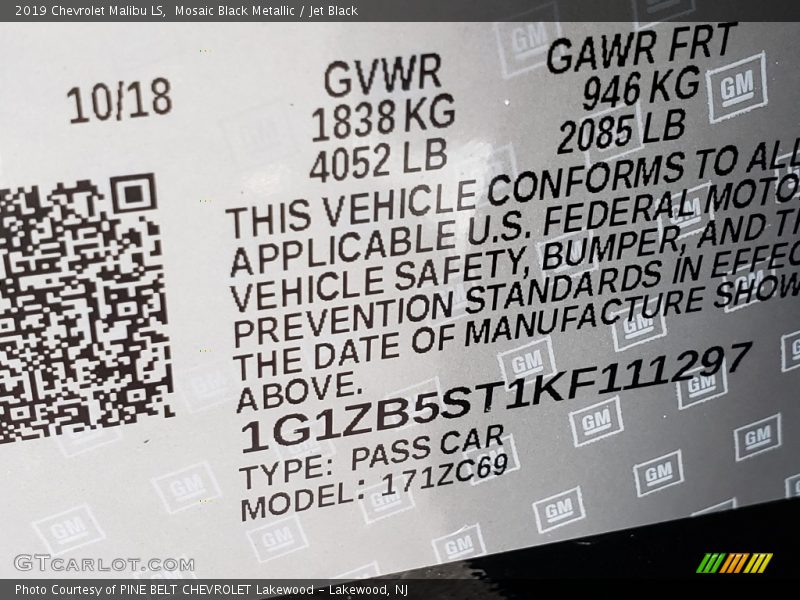 2019 Chevrolet Malibu LS,  Mosaic Black Metallic / Jet Black
10/18
GVWR
1838 KG
4052 LB
GAWR FRT
946 KG
2085 LB
THIS VEHICLE CONFORMS TO ALL
APPLICABLE U.S. FEDERAL MOTO
VEHICLE SAFETY, BUMPER, AND TH
PREVENTION STANDARDS IN EFFEC
THE DATE OF MANUFACTURE SHOW
ABOVE.
1G1ZB5ST1KF111297
TYPE: PASS CAR
MODEL: 171ZC69
GM
GTCARLOT.COM
Photo Courtesy of PINE BELT CHEVROLET Lakewood - Lakewood, NJ